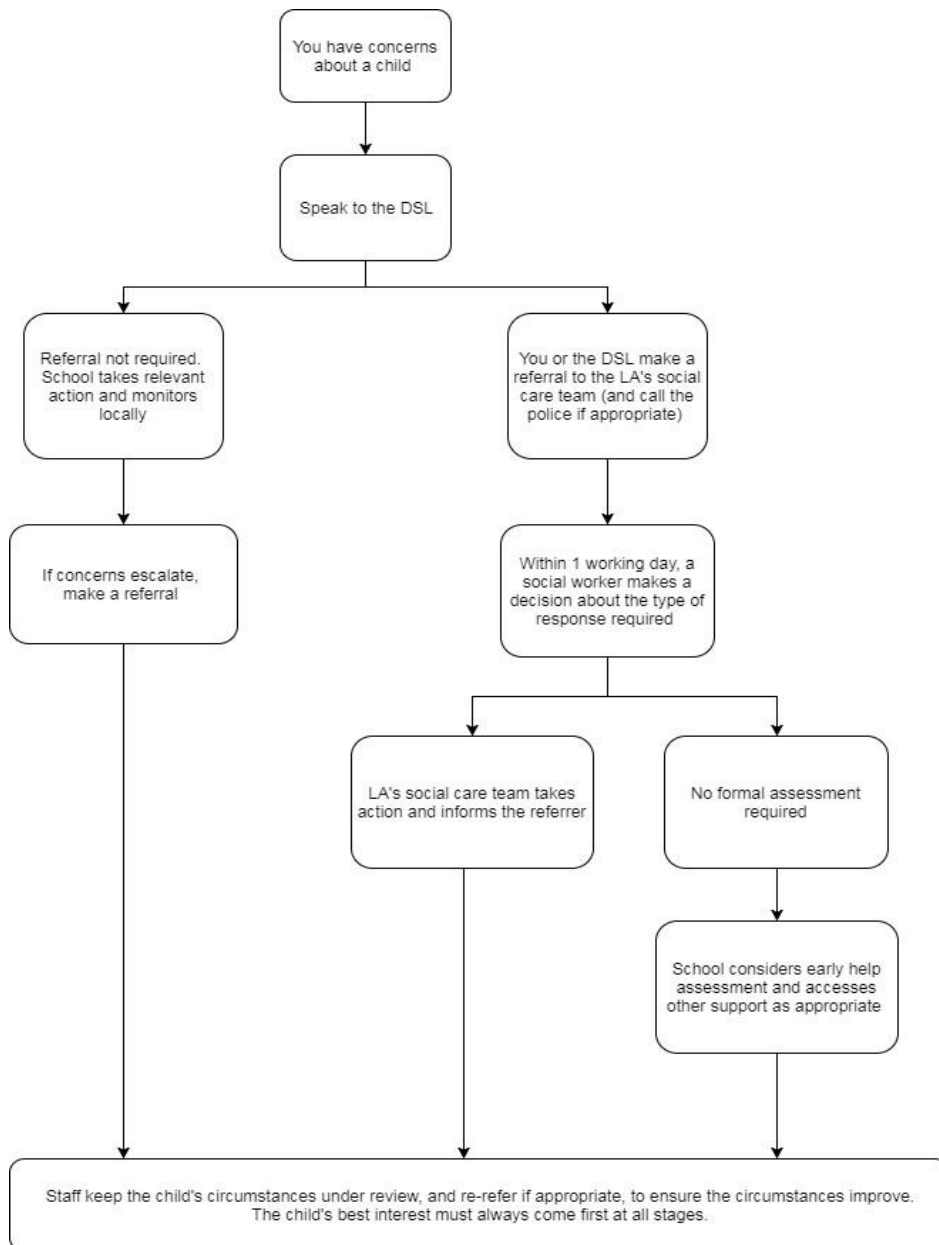 You have concerns
about a child
Speak to the DSL
Referral not required.
School takes relevant
action and monitors
locally
You or the DSL make a
referral to the LA's social
care team (and call the
police if appropriate)
If concerns escalate,
make a referral
Within 1 working day, a
social worker makes a
decision about the type of
response required
LA's social care team takes
action and informs the referrer
No formal assessment
required
School considers early help
assessment and accesses
other support as appropriate
Staff keep the child's circumstances under review, and re-refer if appropriate, to ensure the circumstances improve.
The child's best interest must always come first at all stages.